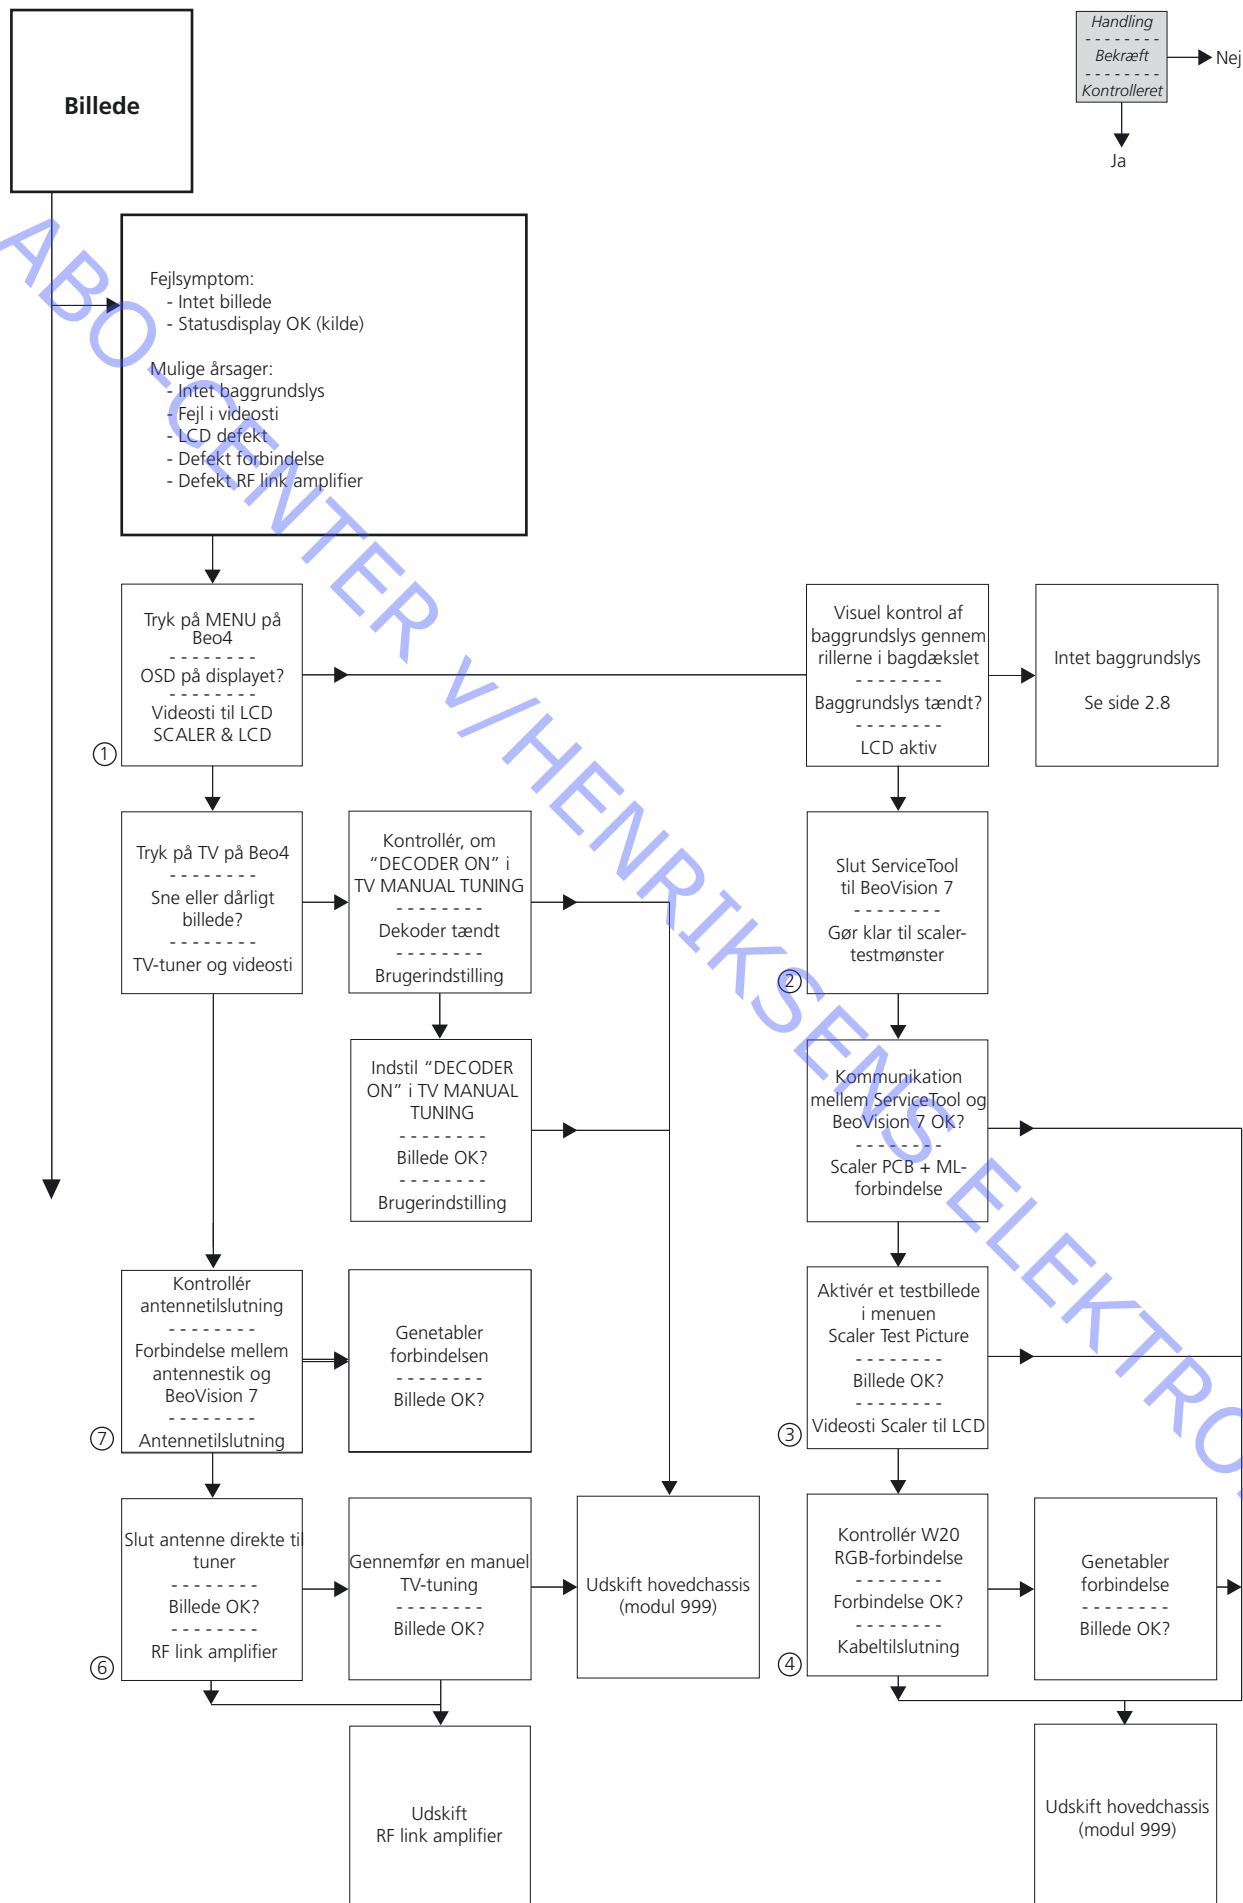 Billede
Handling
Bekræft
Kontrolleret
Nej
Ja
Fejlsymptom:
- Intet billede
- Statusdisplay OK (kilde)
Mulige årsager:
- Intet baggrundslys
- Fejl i videosti
- LCD defekt
- Defekt forbindelse
- Defekt RF link amplifier
Tryk på MENU på
Beo4
OSD på displayet?
Videosti til LCD
SCALER & LCD
1
Visuel kontrol af
baggrundslys gennem
rillerne i bagdækslet
Baggrundslys tændt?
LCD aktiv
Intet baggrundslys
Se side 2.8
Tryk på TV på Beo4
Sne eller dårligt
billede?
TV-tuner og videosti
Kontrollér, om
“DECODER ON” i
TV MANUAL TUNING
Dekoder tændt
Brugerindstilling
Slut ServiceTool
til BeoVision 7
Gør klar til scaler-
testmønster
2
Indstil “DECODER
ON” i TV MANUAL
TUNING
Billede OK?
Brugerindstilling
Kommunikation
mellem ServiceTool og
BeoVision 7 OK?
Scaler PCB + ML-
forbindelse
Kontrollér
antennetilslutning
Forbindelse mellem
antennestik og
BeoVision 7
Antennetilslutning
7
Genetabler
forbindelsen
Billede OK?
Aktivér et testbillede
i menuen
Scaler Test Picture
Billede OK?
Videosti Scaler til LCD
3
Slut antenne direkte til
tuner
Billede OK?
RF link amplifier
6
Gennemfør en manuel
TV-tuning
Billede OK?
Udskift hovedchassis
(modul 999)
Kontrollér W20
RGB-forbindelse
Forbindelse OK?
Kabeltilslutning
4
Genetabler
forbindelse
Billede OK?
Udskift
RF link amplifier
Udskift hovedchassis
(modul 999)
ABO-CENTER v/HENRIKSENS ELEKTRO